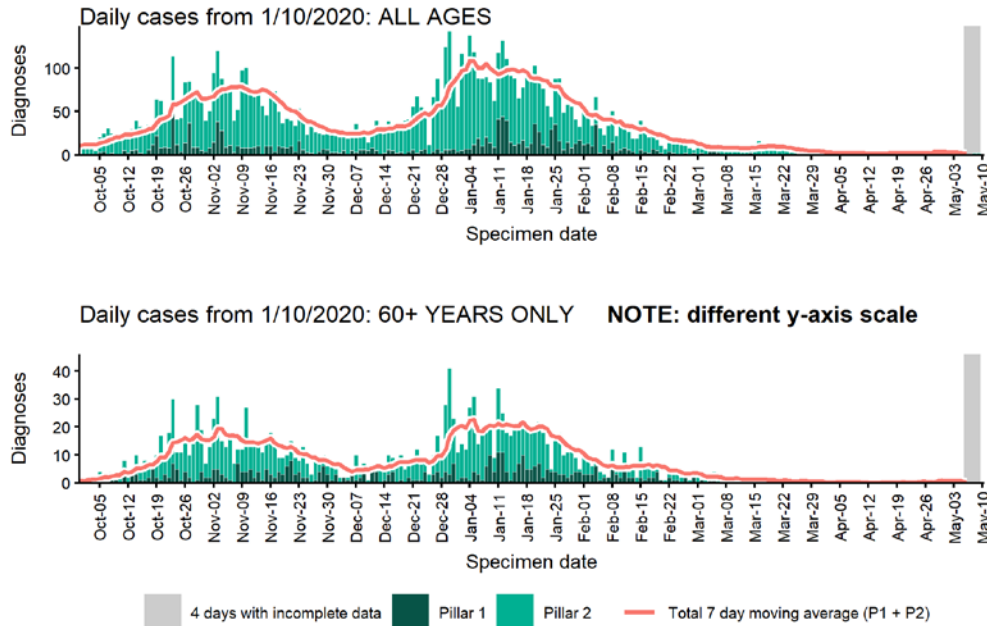 Daily cases from 1/10/2020: ALL AGES
Diagnoses
100
50
0
Oct-05 Oct-12 Oct-19 Oct-26 Nov-02 Nov-09 Nov-16 Nov-23 Nov-30 Dec-07 Dec-14 Dec-21 Dec-28 Jan-04 Jan-11 Jan-18 Jan-25 Feb-01 Feb-08 Feb-15 Feb-22 Mar-01 Mar-08 Mar-15 Mar-22 Mar-29 Apr-05 Apr-12 Apr-19 Apr-26 May-03 May-10
Specimen date
Daily cases from 1/10/2020: 60+ YEARS ONLY NOTE: different y-axis scale
Diagnoses
40
30
20
10
0
Oct-05 Oct-12 Oct-19 Oct-26 Nov-02 Nov-09 Nov-16 Nov-23 Nov-30 Dec-07 Dec-14 Dec-21 Dec-28 Jan-04 Jan-11 Jan-18 Jan-25 Feb-01 Feb-08 Feb-15 Feb-22 Mar-01 Mar-08 Mar-15 Mar-22 Mar-29 Apr-05 Apr-12 Apr-19 Apr-26 May-03 May-10
Specimen date
4 days with incomplete data Pillar 1 Pillar 2 Total 7 day moving average (P1 + P2)